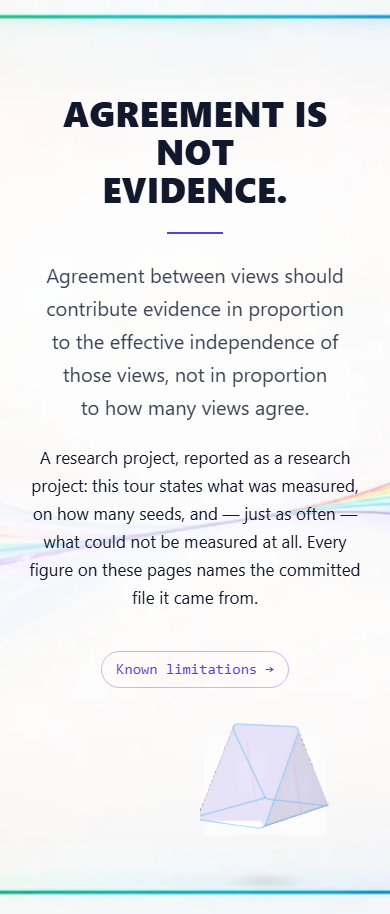 AGREEMENT IS
NOT
EVIDENCE.
Agreement between views should
contribute evidence in proportion
to the effective independence of
those views, not in proportion
to how many views agree.
A research project, reported as a research
project: this tour states what was measured,
on how many seeds, and — just as often —
what could not be measured at all. Every
figure on these pages names the committed
file it came from.
Known limitations →